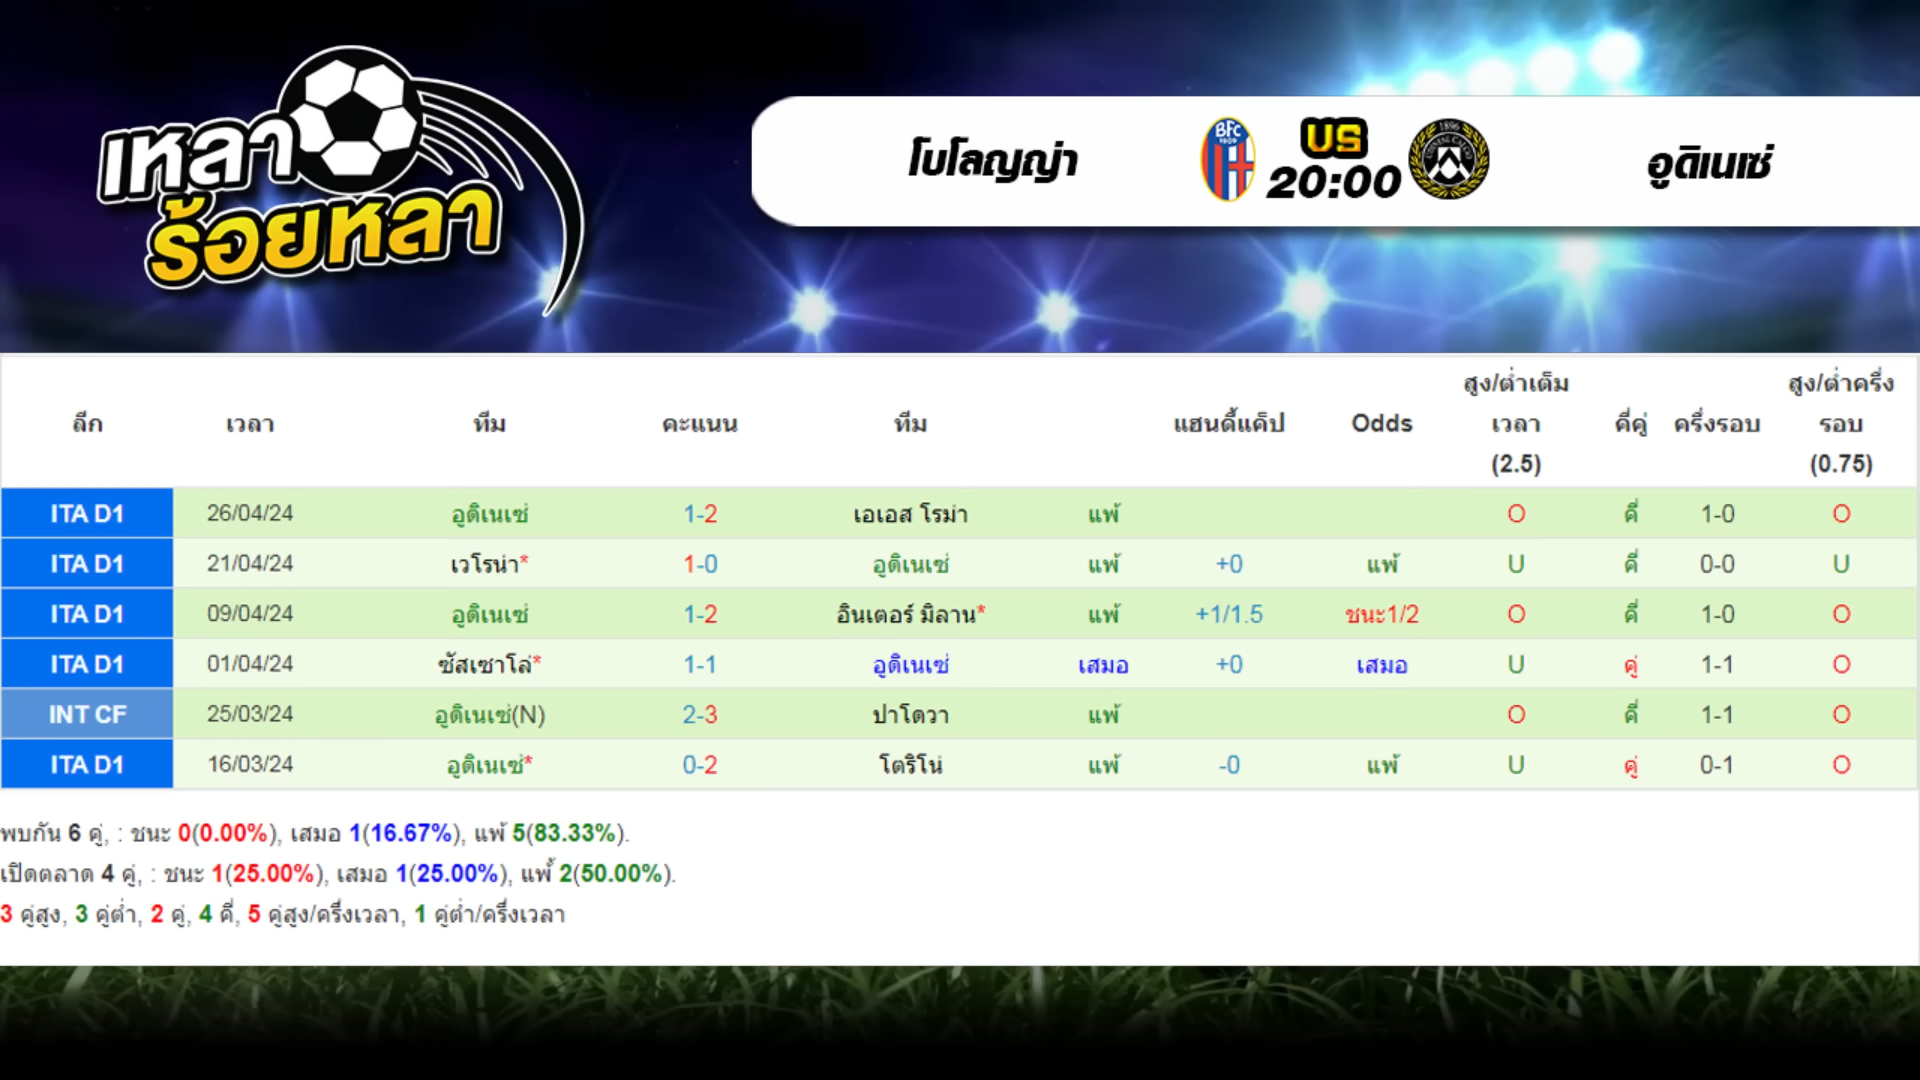 เหลา
ร้อยหลา
โบโลญญ่า
BFC
1909
VS
20:00
1896
UDINESE CALCIO
อูดิเนเซ่
ลีก เวลา ทีม คะแนน ทีม แฮนดี้แค็ป Odds สูง/ต่ำเต็มเวลา (2.5) คี่คู่ ครึ่งรอบ สูง/ต่ำครึ่งรอบ (0.75)
ITA D1 26/04/24 อูดิเนเซ่ 1-2 เอเอส โรม่า แพ้ O คี่ 1-0 O
ITA D1 21/04/24 เวโรน่า* 1-0 อูดิเนเซ่ แพ้ +0 แพ้ U คี่ 0-0 U
ITA D1 09/04/24 อูดิเนเซ่ 1-2 อินเตอร์ มิลาน* แพ้ +1/1.5 ชนะ1/2 O คี่ 1-0 O
ITA D1 01/04/24 ซัสเซาโล่* 1-1 อูดิเนเซ่ เสมอ +0 เสมอ U คู่ 1-1 O
INT CF 25/03/24 อูดิเนเซ่(N) 2-3 ปาโดวา แพ้ O คี่ 1-1 O
ITA D1 16/03/24 อูดิเนเซ่* 0-2 โตริโน่ แพ้ -0 แพ้ U คู่ 0-1 O
พบกัน 6 คู่, : ชนะ 0(0.00%), เสมอ 1(16.67%), แพ้ 5(83.33%).
เปิดตลาด 4 คู่, : ชนะ 1(25.00%), เสมอ 1(25.00%), แพ้ 2(50.00%).
3 คู่สูง, 3 คู่ต่ำ, 2 คู่, 4 คี่, 5 คู่สูง/ครึ่งเวลา, 1 คู่ต่ำ/ครึ่งเวลา